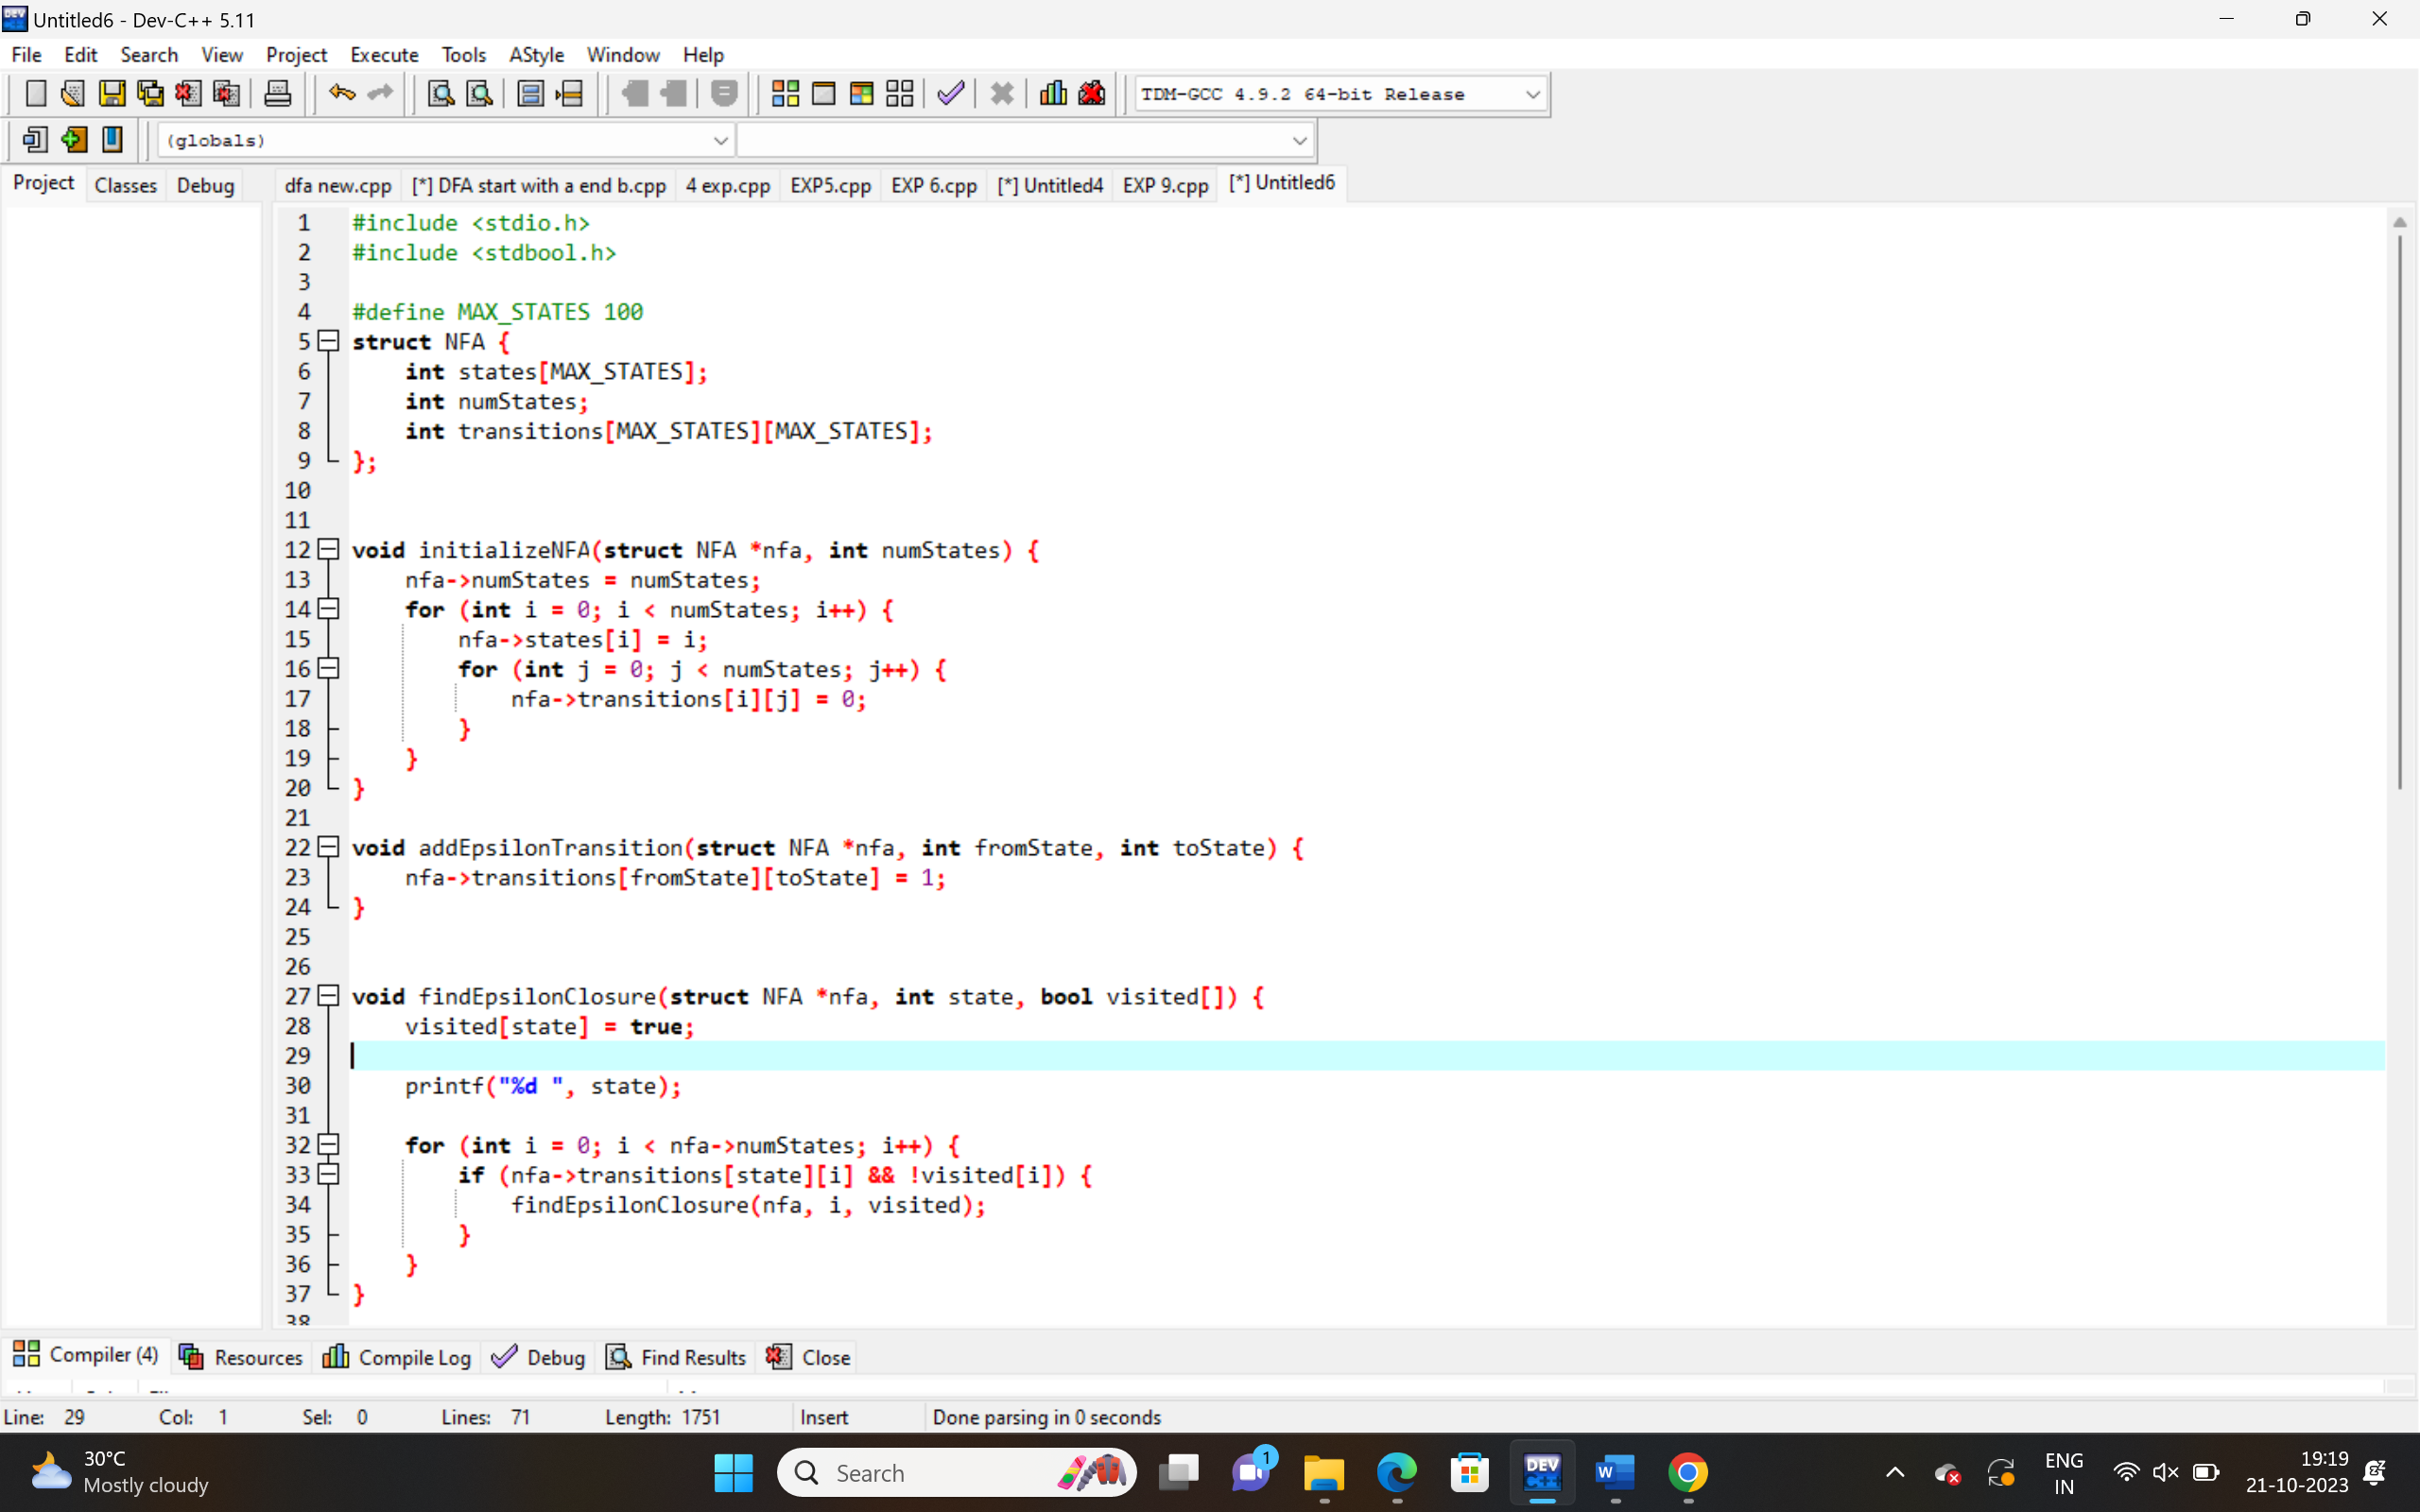 Untitled6 - Dev-C++ 5.11
File Edit Search View Project Execute Tools AStyle Window Help
TDM-GCC 4.9.2 64-bit Release
(globals)
Project Classes Debug
dfa new.cpp [*] DFA start with a end b.cpp 4 exp.cpp EXP5.cpp EXP 6.cpp [*] Untitled4 EXP 9.cpp [*] Untitled6
1 #include <stdio.h>
2 #include <stdbool.h>
3
4 #define MAX_STATES 100
5 struct NFA {
6 int states[MAX_STATES];
7 int numStates;
8 int transitions[MAX_STATES][MAX_STATES];
9 };
10
11
12 void initializeNFA(struct NFA *nfa, int numStates) {
13 nfa->numStates = numStates;
14 for (int i = 0; i < numStates; i++) {
15 nfa->states[i] = i;
16 for (int j = 0; j < numStates; j++) {
17 nfa->transitions[i][j] = 0;
18 }
19 }
20 }
21
22 void addEpsilonTransition(struct NFA *nfa, int fromState, int toState) {
23 nfa->transitions[fromState][toState] = 1;
24 }
25
26
27 void findEpsilonClosure(struct NFA *nfa, int state, bool visited[]) {
28 visited[state] = true;
29
30 printf("%d ", state);
31
32 for (int i = 0; i < nfa->numStates; i++) {
33 if (nfa->transitions[state][i] && !visited[i]) {
34 findEpsilonClosure(nfa, i, visited);
35 }
36 }
37 }
38
Compiler (4) Resources Compile Log Debug Find Results Close
Line: 29 Col: 1 Sel: 0 Lines: 71 Length: 1751 Insert Done parsing in 0 seconds
30°C
Mostly cloudy
Search
1
DEV
C++
W
ENG
IN
19:19
21-10-2023